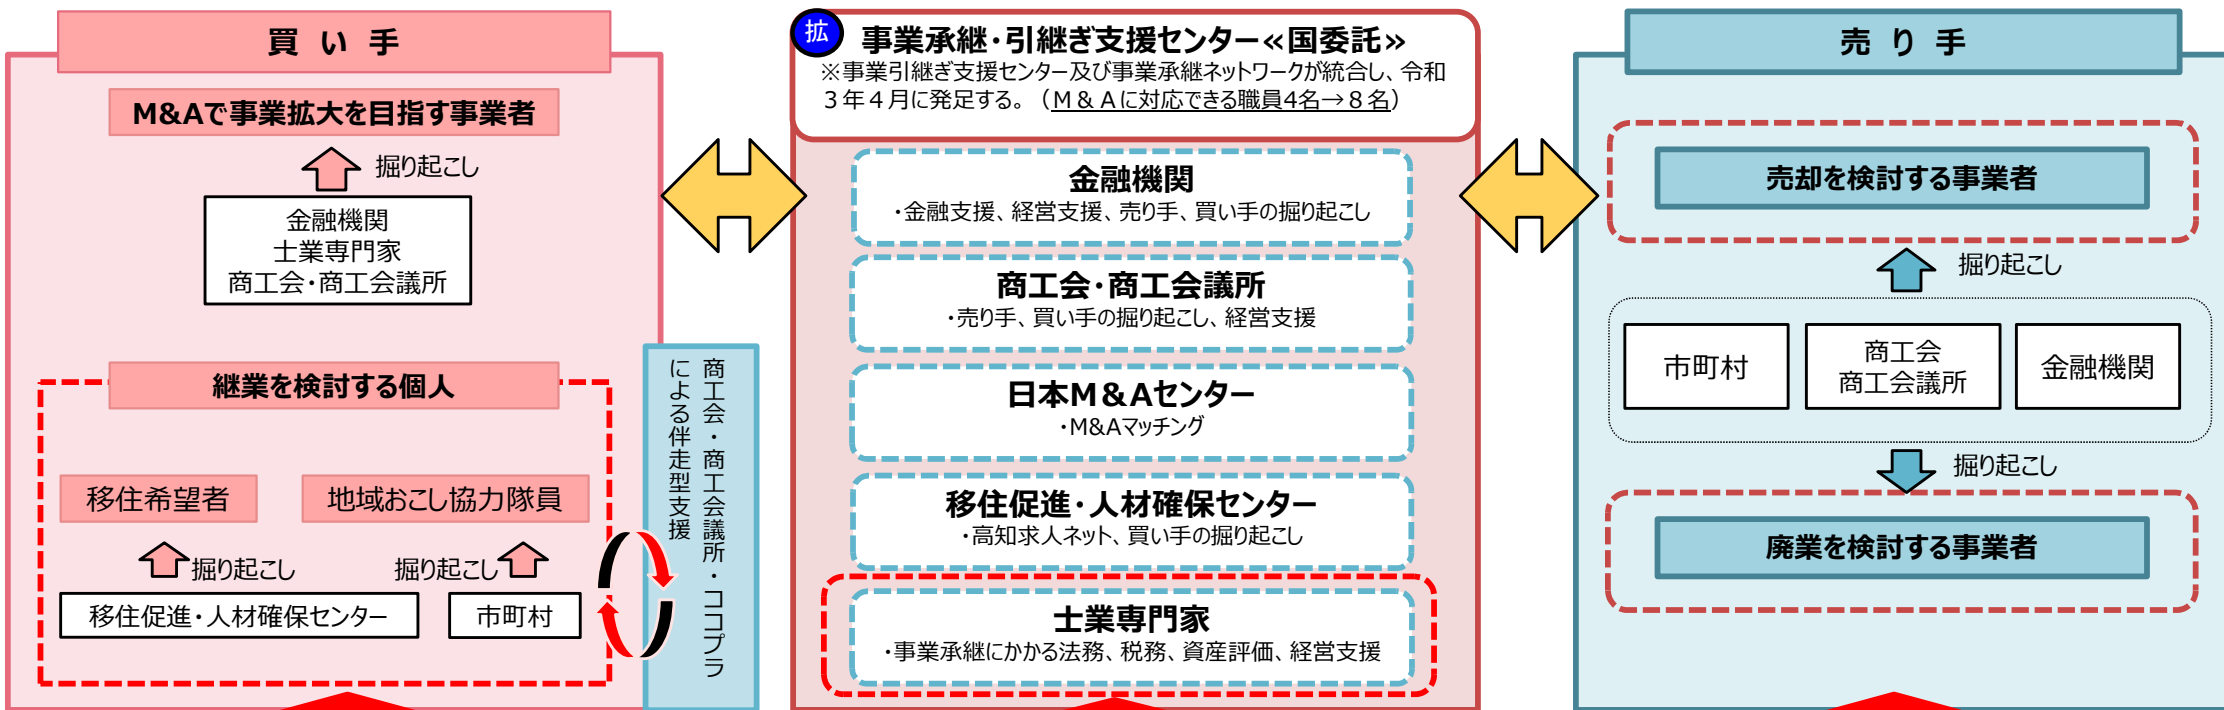 買い手
M&Aで事業拡大を目指す事業者
掘り起こし
金融機関
士業専門家
商工会・商工会議所
継業を検討する個人
移住希望者
地域おこし協力隊員
掘り起こし
掘り起こし
移住促進・人材確保センター
市町村
商工会・商工会議所・ココプラ
による伴走型支援
拡
事業承継・引継ぎ支援センター≪国委託≫
※事業引継ぎ支援センター及び事業承継ネットワークが統合し、令和
３年４月に発足する。（Ｍ＆Ａに対応できる職員4名→８名）
金融機関
・金融支援、経営支援、売り手、買い手の掘り起こし
商工会・商工会議所
・売り手、買い手の掘り起こし、経営支援
日本Ｍ＆Ａセンター
・M&Aマッチング
移住促進・人材確保センター
・高知求人ネット、買い手の掘り起こし
士業専門家
・事業承継にかかる法務、税務、資産評価、経営支援
売り手
売却を検討する事業者
掘り起こし
市町村
商工会
商工会議所
金融機関
掘り起こし
廃業を検討する事業者